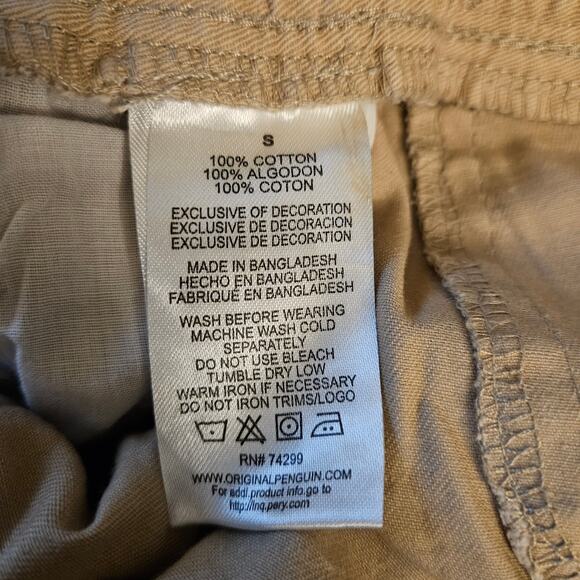 S
100% COTTON
100% ALGODON
100% COTON
EXCLUSIVE OF DECORATION
EXCLUSIVE DE DECORACION
EXCLUSIVE DE DECORATION
MADE IN BANGLADESH
HECHO EN BANGLADESH
FABRIQUÉ EN BANGLADESH
WASH BEFORE WEARING
MACHINE WASH COLD
SEPARATELY
DO NOT USE BLEACH
TUMBLE DRY LOW
WARM IRON IF NECESSARY
DO NOT IRON TRIMS/LOGO
RN# 74299
WWW.ORIGINALPENGUIN.COM
For addl.product info.go to
http://inq.pery.com